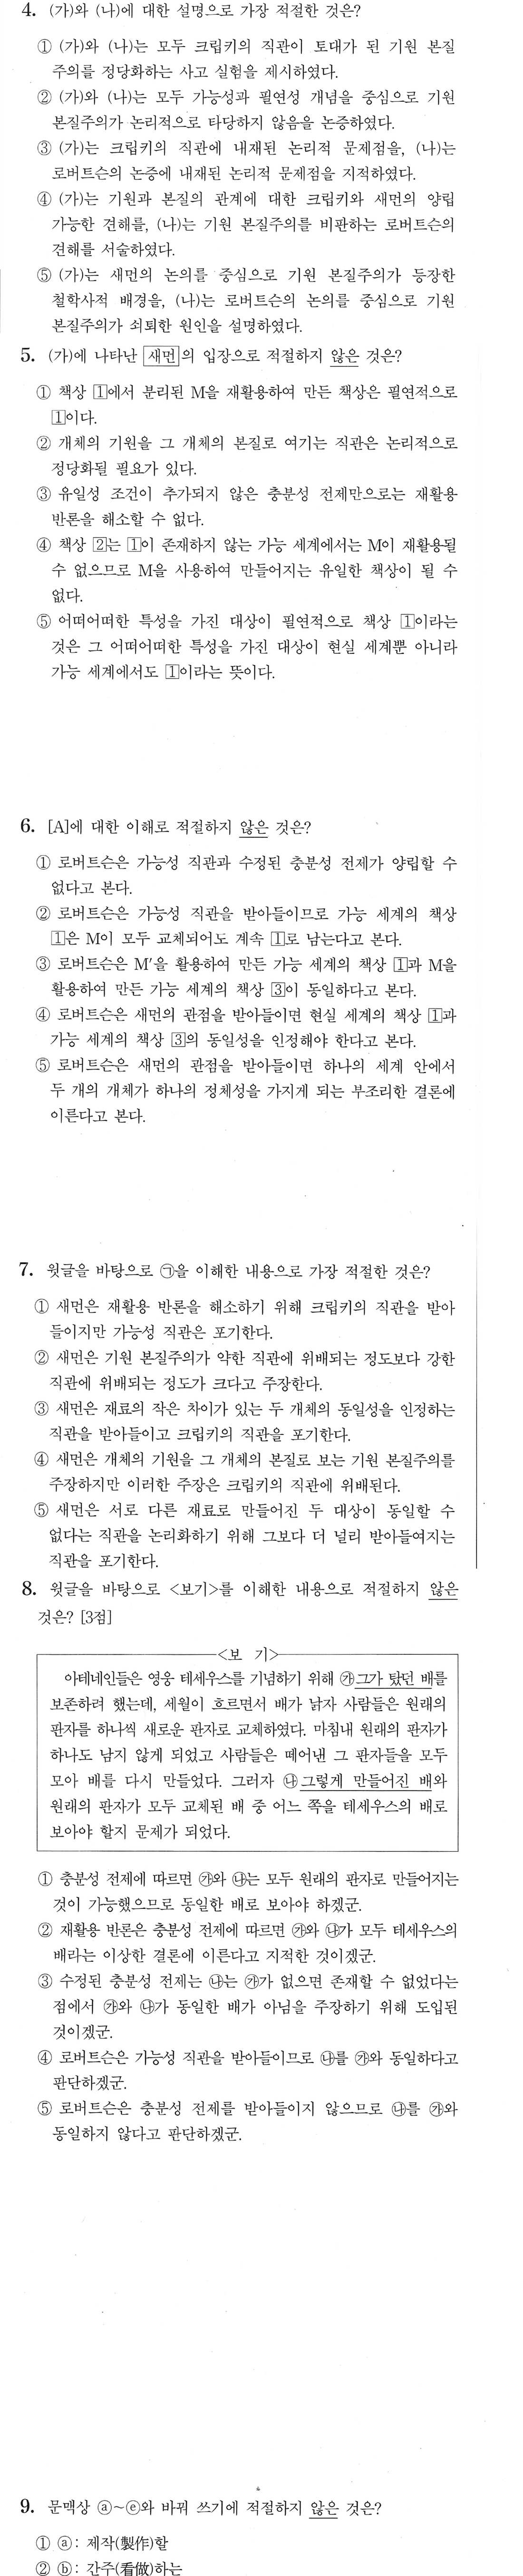 4. (가)와 (나)에 대한 설명으로 가장 적절한 것은?
① (가)와 (나)는 모두 크립키의 직관이 토대가 된 기원 본질
주의를 정당화하는 사고 실험을 제시하였다.
② (가)와 (나)는 모두 가능성과 필연성 개념을 중심으로 기원
본질주의가 논리적으로 타당하지 않음을 논증하였다.
③ (가)는 크립키의 직관에 내재된 논리적 문제점을, (나)는
로버트슨의 논증에 내재된 논리적 문제점을 지적하였다.
④ (가)는 기원과 본질의 관계에 대한 크립키와 새먼의 양립
가능한 견해를, (나)는 기원 본질주의를 비판하는 로버트슨의
견해를 서술하였다.
⑤ (가)는 새먼의 논의를 중심으로 기원 본질주의가 등장한
철학사적 배경을, (나)는 로버트슨의 논의를 중심으로 기원
본질주의가 쇠퇴한 원인을 설명하였다.
5. (가)에 나타난 새먼의 입장으로 적절하지 않은 것은?
① 책상 1에서 분리된 M을 재활용하여 만든 책상은 필연적으로
1이다.
② 개체의 기원을 그 개체의 본질로 여기는 직관은 논리적으로
정당화될 필요가 있다.
③ 유일성 조건이 추가되지 않은 충분성 전제만으로는 재활용
반론을 해소할 수 없다.
④ 책상 2는 1이 존재하지 않는 가능 세계에서는 M이 재활용될
수 없으므로 M을 사용하여 만들어지는 유일한 책상이 될 수
없다.
⑤ 어떠어떠한 특성을 가진 대상이 필연적으로 책상 1이라는
것은 그 어떠어떠한 특성을 가진 대상이 현실 세계뿐 아니라
가능 세계에서도 1이라는 뜻이다.
6. [A]에 대한 이해로 적절하지 않은 것은?
① 로버트슨은 가능성 직관과 수정된 충분성 전제가 양립할 수
없다고 본다.
② 로버트슨은 가능성 직관을 받아들이므로 가능 세계의 책상
1은 M이 모두 교체되어도 계속 1로 남는다고 본다.
③ 로버트슨은 M′을 활용하여 만든 가능 세계의 책상 1과 M을
활용하여 만든 가능 세계의 책상 3이 동일하다고 본다.
④ 로버트슨은 새먼의 관점을 받아들이면 현실 세계의 책상 1과
가능 세계의 책상 3의 동일성을 인정해야 한다고 본다.
⑤ 로버트슨은 새먼의 관점을 받아들이면 하나의 세계 안에서
두 개의 개체가 하나의 정체성을 가지게 되는 부조리한 결론에
이른다고 본다.
7. 윗글을 바탕으로 ㉠을 이해한 내용으로 가장 적절한 것은?
① 새먼은 재활용 반론을 해소하기 위해 크립키의 직관을 받아
들이지만 가능성 직관은 포기한다.
② 새먼은 기원 본질주의가 약한 직관에 위배되는 정도보다 강한
직관에 위배되는 정도가 크다고 주장한다.
③ 새먼은 재료의 작은 차이가 있는 두 개체의 동일성을 인정하는
직관을 받아들이고 크립키의 직관을 포기한다.
④ 새먼은 개체의 기원을 그 개체의 본질로 보는 기원 본질주의를
주장하지만 이러한 주장은 크립키의 직관에 위배된다.
⑤ 새먼은 서로 다른 재료로 만들어진 두 대상이 동일할 수
없다는 직관을 논리화하기 위해 그보다 더 널리 받아들여지는
직관을 포기한다.
8. 윗글을 바탕으로 <보기>를 이해한 내용으로 적절하지 않은
것은? [3점]
<보 기>
아테네인들은 영웅 테세우스를 기념하기 위해 ㉮그가 탔던 배를
보존하려 했는데, 세월이 흐르면서 배가 낡자 사람들은 원래의
판자를 하나씩 새로운 판자로 교체하였다. 마침내 원래의 판자가
하나도 남지 않게 되었고 사람들은 떼어낸 그 판자들을 모두
모아 배를 다시 만들었다. 그러자 ㉯그렇게 만들어진 배와
원래의 판자가 모두 교체된 배 중 어느 쪽을 테세우스의 배로
보아야 할지 문제가 되었다.
① 충분성 전제에 따르면 ㉮와 ㉯는 모두 원래의 판자로 만들어지는
것이 가능했으므로 동일한 배로 보아야 하겠군.
② 재활용 반론은 충분성 전제에 따르면 ㉮와 ㉯가 모두 테세우스의
배라는 이상한 결론에 이른다고 지적한 것이겠군.
③ 수정된 충분성 전제는 ㉯는 ㉮가 없으면 존재할 수 없었다는
점에서 ㉮와 ㉯가 동일한 배가 아님을 주장하기 위해 도입된
것이겠군.
④ 로버트슨은 가능성 직관을 받아들이므로 ㉯를 ㉮와 동일하다고
판단하겠군.
⑤ 로버트슨은 충분성 전제를 받아들이지 않으므로 ㉯를 ㉮와
동일하지 않다고 판단하겠군.
9. 문맥상 ⓐ～ⓔ와 바꿔 쓰기에 적절하지 않은 것은?
① ⓐ: 제작(製作)할
② ⓑ: 간주(看做)하는